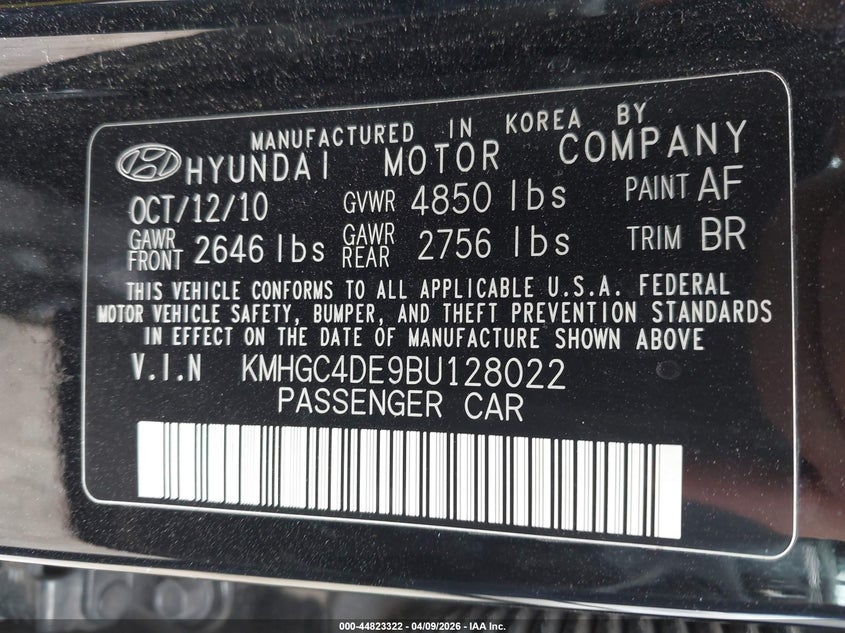 MANUFACTURED IN KOREA BY
HYUNDAI MOTOR COMPANY
OCT/12/10 GVWR 4850 lbs PAINT AF
GAWR FRONT 2646 lbs GAWR REAR 2756 lbs TRIM BR
THIS VEHICLE CONFORMS TO ALL APPLICABLE U.S.A. FEDERAL
MOTOR VEHICLE SAFETY, BUMPER, AND THEFT PREVENTION STANDARDS
IN EFFECT ON THE DATE OF MANUFACTURE SHOWN ABOVE
V.I.N KMHGC4DE9BU128022
PASSENGER CAR
000-44823322 | 04/09/2026 - IAA Inc.